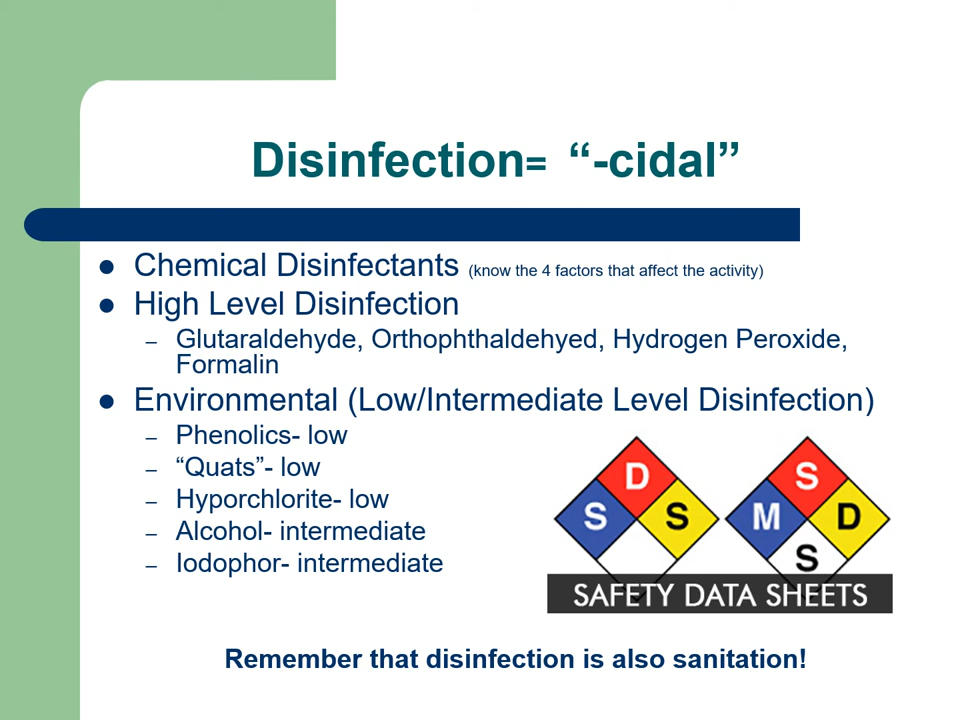 Disinfection= “-cidal”
Chemical Disinfectants (know the 4 factors that affect the activity)
High Level Disinfection
– Glutaraldehyde, Orthophthaldehyed, Hydrogen Peroxide,
Formalin
Environmental (Low/Intermediate Level Disinfection)
– Phenolics- low
– “Quats”- low
– Hyporchlorite- low
– Alcohol- intermediate
– Iodophor- intermediate
D
S S
S
M D
S
SAFETY DATA SHEETS
Remember that disinfection is also sanitation!